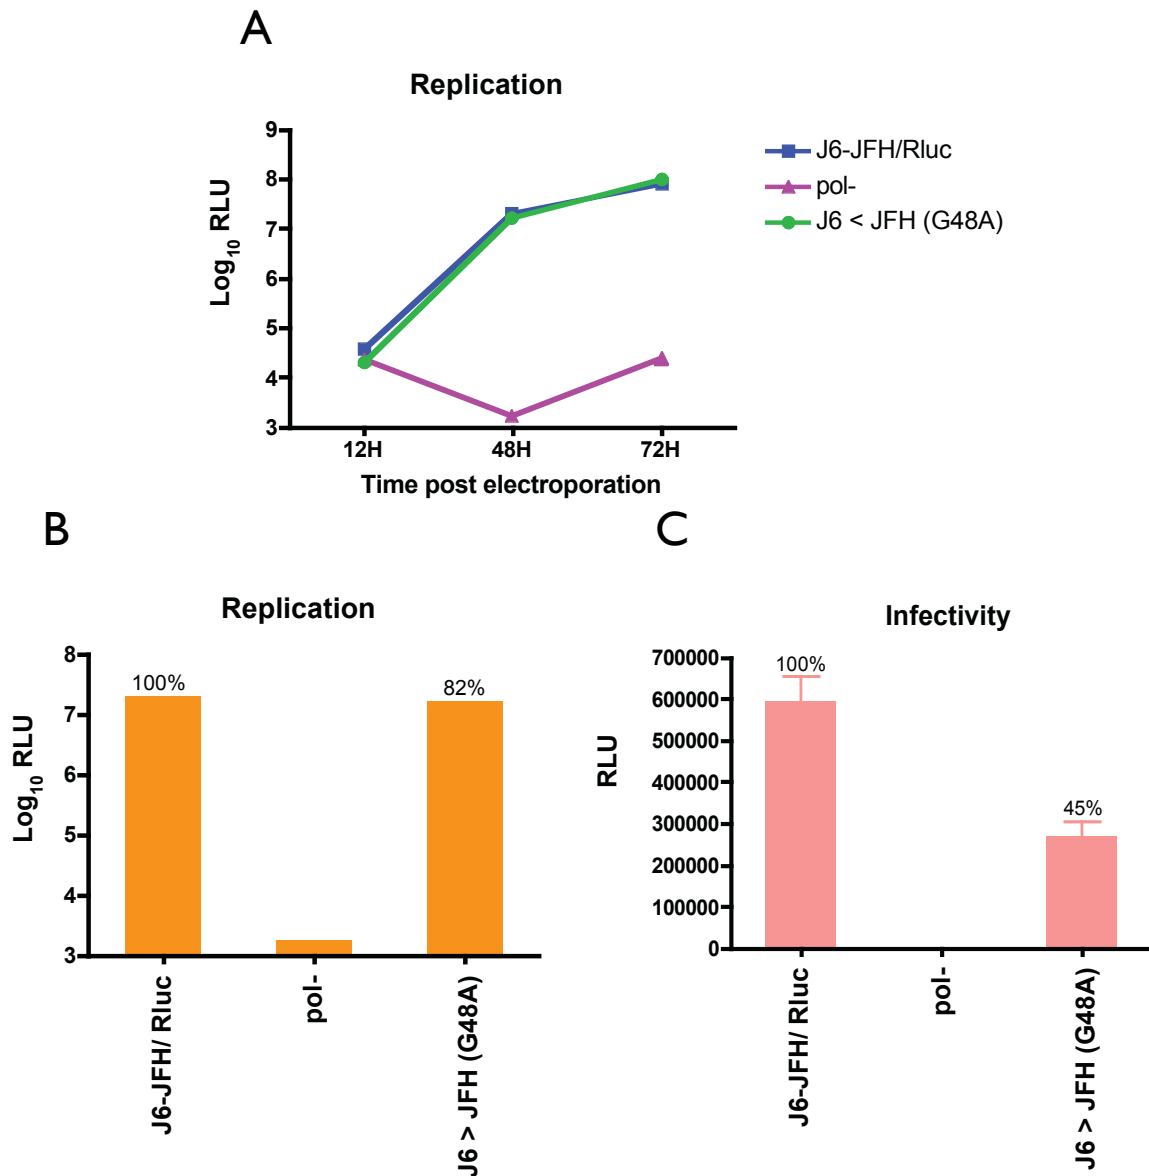 A
Replication
Log10 RLU
9
8
7
6
5
4
3
12H 48H 72H
Time post electroporation
J6-JFH/Rluc
pol-
J6 < JFH (G48A)
B
Replication
Log10 RLU
8
7
6
5
4
3
100%
82%
J6-JFH/ Rluc
pol-
J6 > JFH (G48A)
C
Infectivity
RLU
700000
600000
500000
400000
300000
200000
100000
0
100%
45%
J6-JFH/ Rluc
pol-
J6 > JFH (G48A)